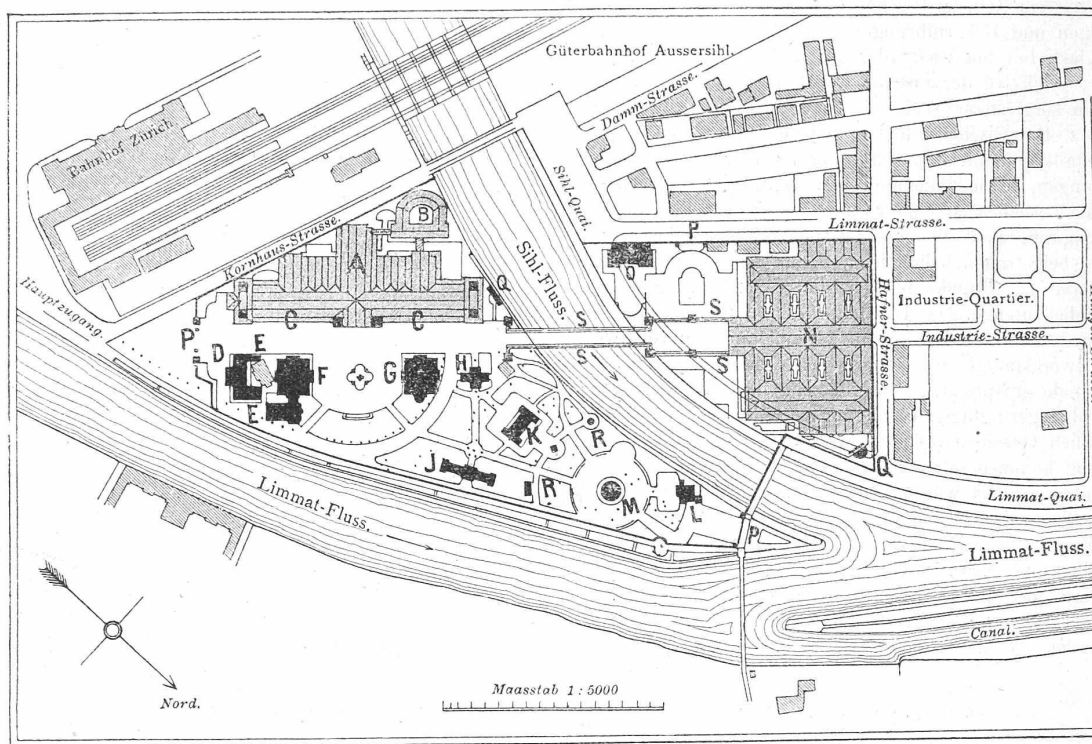 Güterbahnhof Aussersihl.
Damm-Strasse.
Bahnhof Zürich.
Kornhaus-Strasse.
Sihl-Quai.
Limmat-Strasse.
Hauptzugang.
Sihl-Fluss.
Hafner-Strasse.
Industrie-Quartier.
Industrie-Strasse.
B
A
P
O
Q
S
S
C
C
N
P
D
E
S
S
F
G
H
E
K
R
Q
J
R
M
L
P
Limmat-Fluss.
Limmat-Quai.
Limmat-Fluss.
Canal.
Nord.
Maasstab 1 : 5000